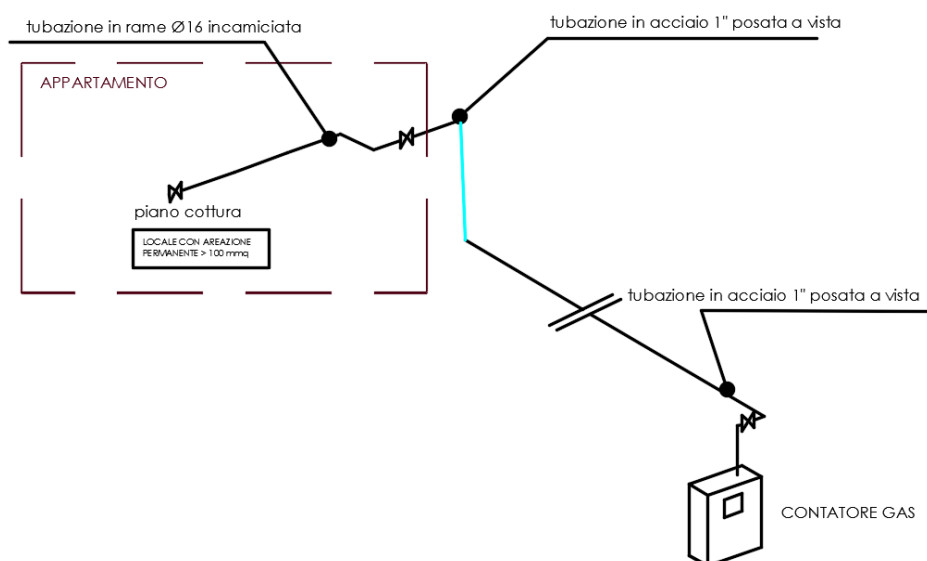 tubazione in rame Ø16 incamiciata
tubazione in acciaio 1" posata a vista
APPARTAMENTO
piano cottura
LOCALE CON AREAZIONE
PERMANENTE > 100 mmq
tubazione in acciaio 1" posata a vista
CONTATORE GAS